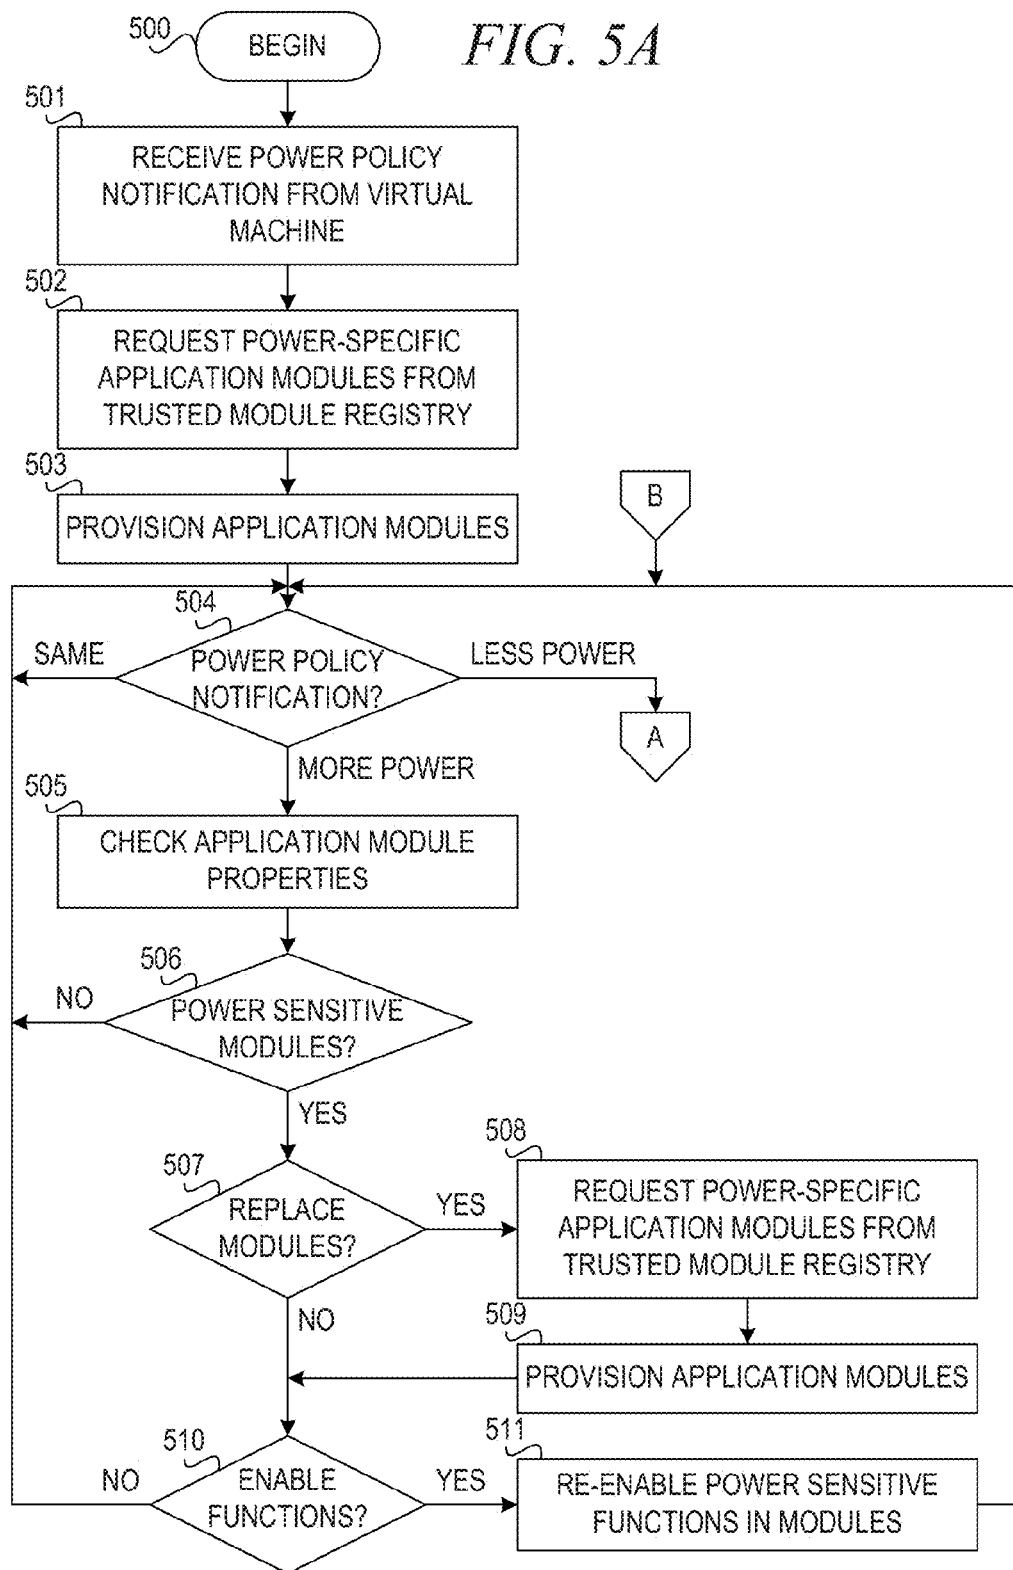 500
BEGIN
FIG. 5A
501
RECEIVE POWER POLICY
NOTIFICATION FROM VIRTUAL
MACHINE
502
REQUEST POWER-SPECIFIC
APPLICATION MODULES FROM
TRUSTED MODULE REGISTRY
503
PROVISION APPLICATION MODULES
B
504
SAME
POWER POLICY
NOTIFICATION?
LESS POWER
A
MORE POWER
505
CHECK APPLICATION MODULE
PROPERTIES
506
NO
POWER SENSITIVE
MODULES?
YES
507
REPLACE
MODULES?
YES
508
REQUEST POWER-SPECIFIC
APPLICATION MODULES FROM
TRUSTED MODULE REGISTRY
NO
509
PROVISION APPLICATION MODULES
510
NO
ENABLE
FUNCTIONS?
YES
511
RE-ENABLE POWER SENSITIVE
FUNCTIONS IN MODULES